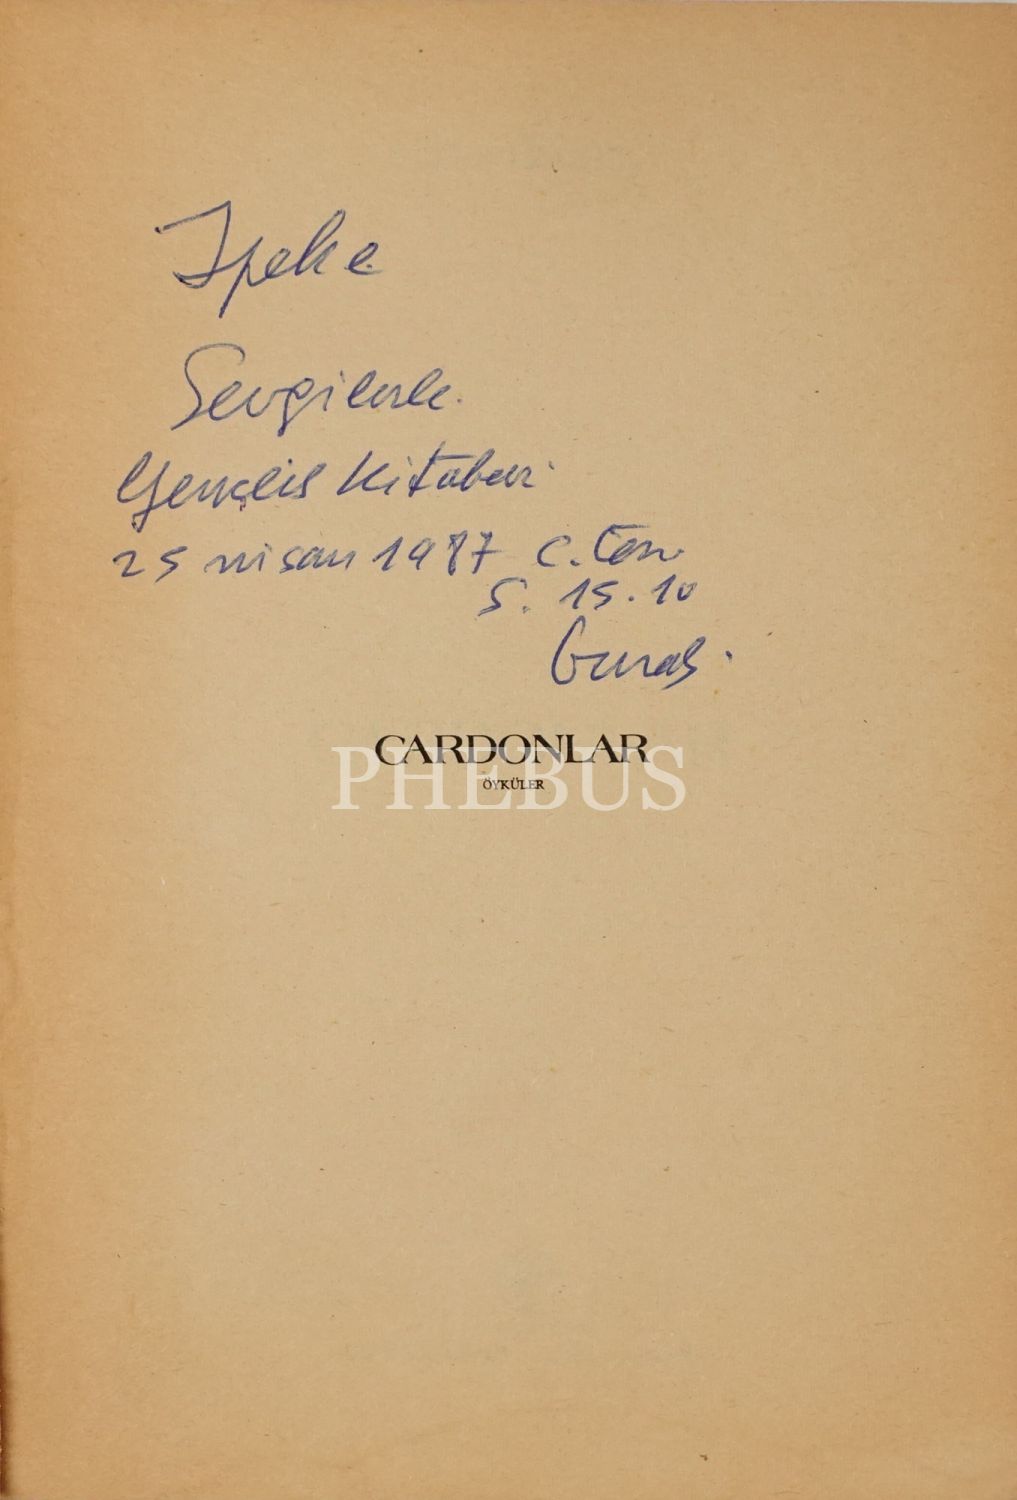 İpeke
Sevgilerle.
Gençlik Kitabevi
25 nisan 1987 C.tesi
S. 15.10
CARDONLAR
ÖYKÜLER
PHEBUS